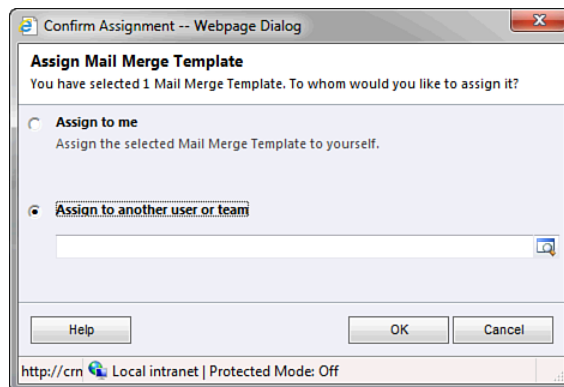 Confirm Assignment -- Webpage Dialog
Assign Mail Merge Template
You have selected 1 Mail Merge Template. To whom would you like to assign it?
Assign to me
Assign the selected Mail Merge Template to yourself.
Assign to another user or team
Help OK Cancel
http://crn Local intranet | Protected Mode: Off